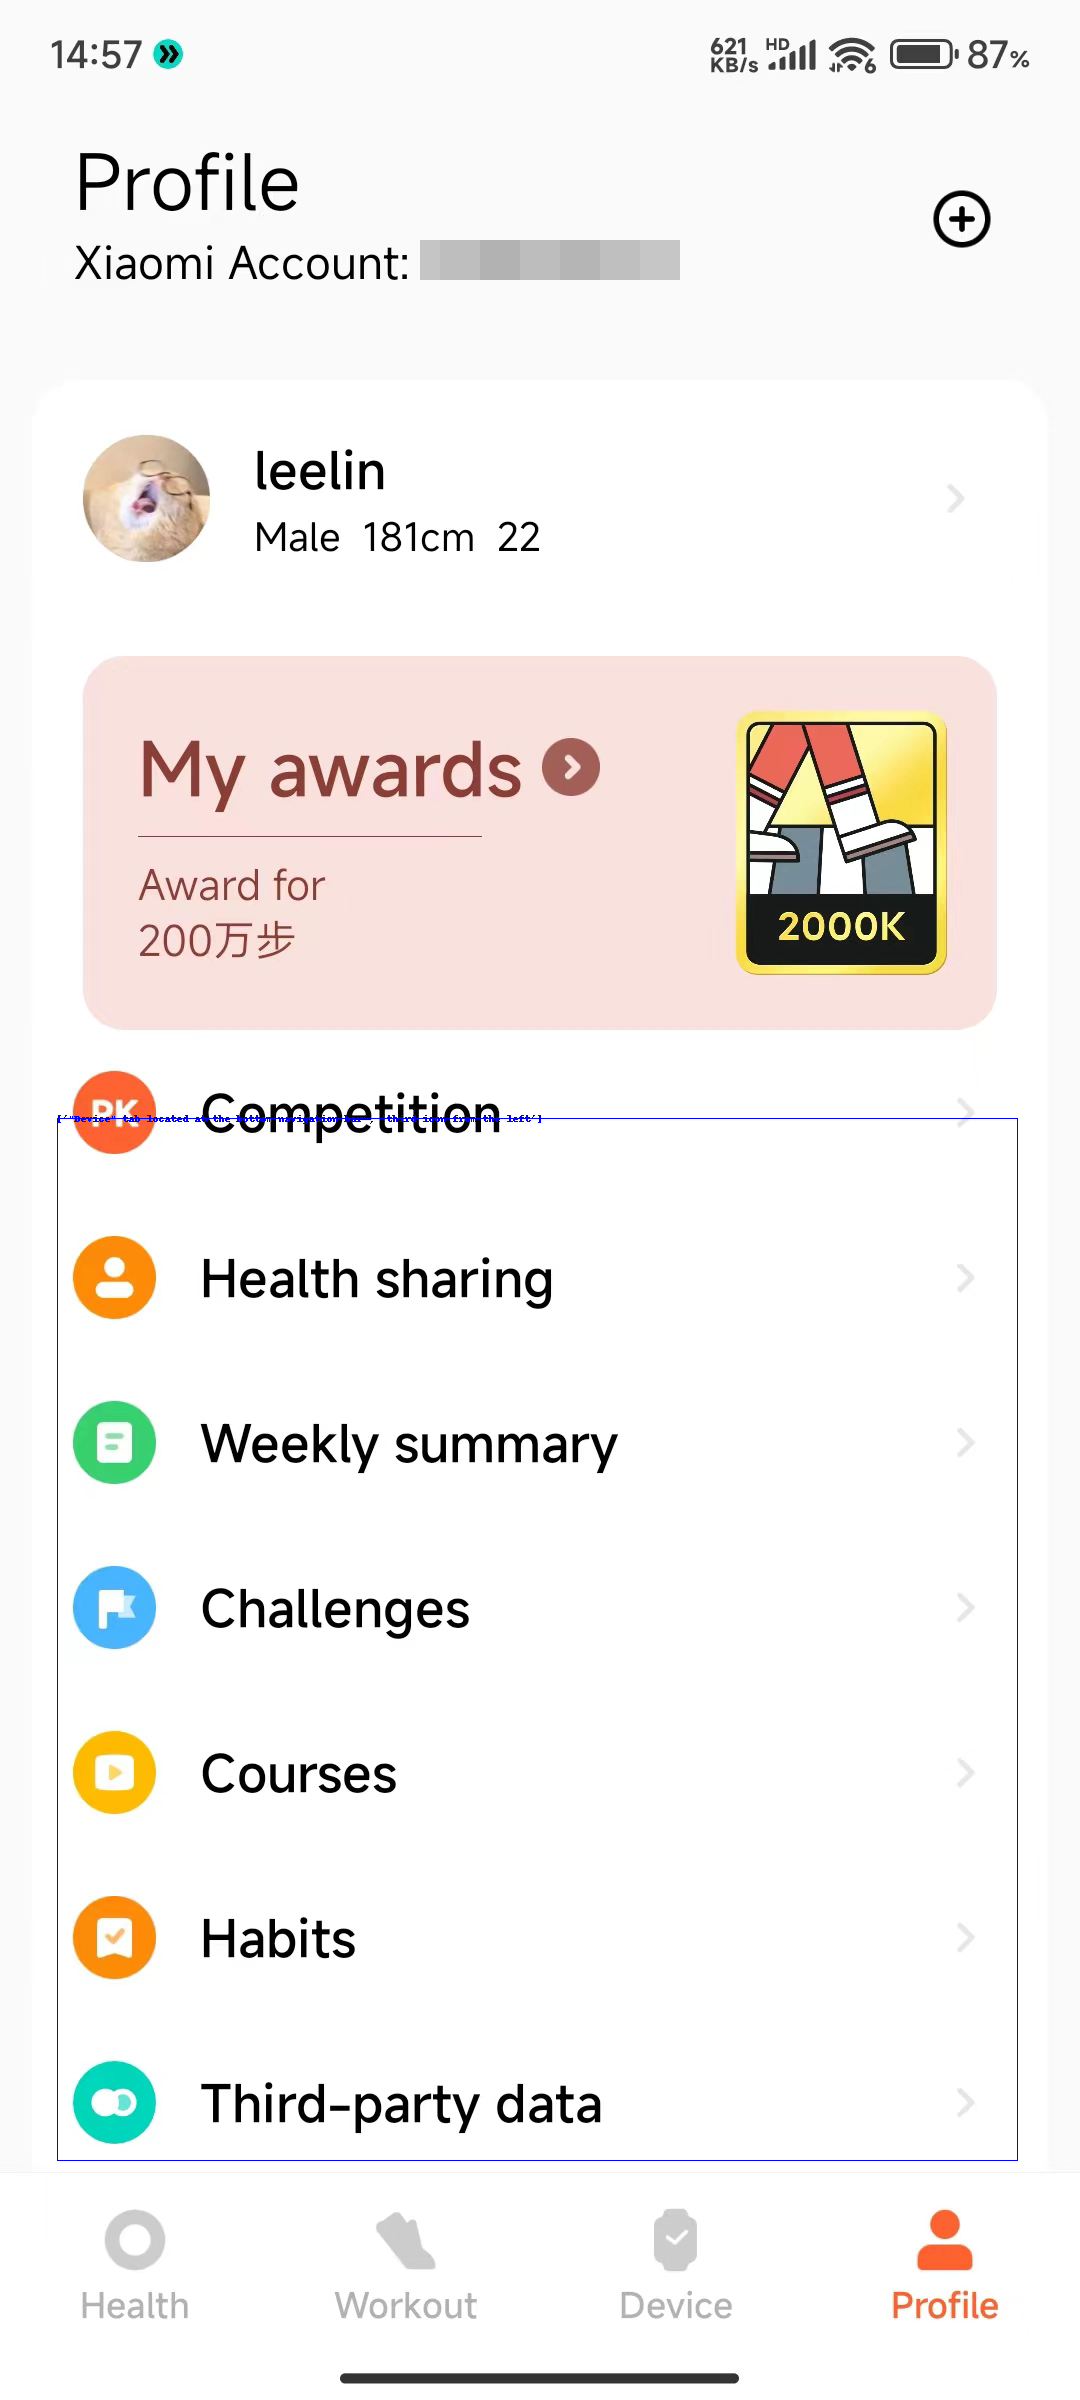 14:57
621 KB/s HD 6 87%
Profile
Xiaomi Account:
leelin
Male 181cm 22
My awards
Award for
200万步
2000K
PK Competition
['"Device" tab located at the bottom navigation bar, third icon from the left']
Health sharing
Weekly summary
Challenges
Courses
Habits
Third-party data
Health Workout Device Profile